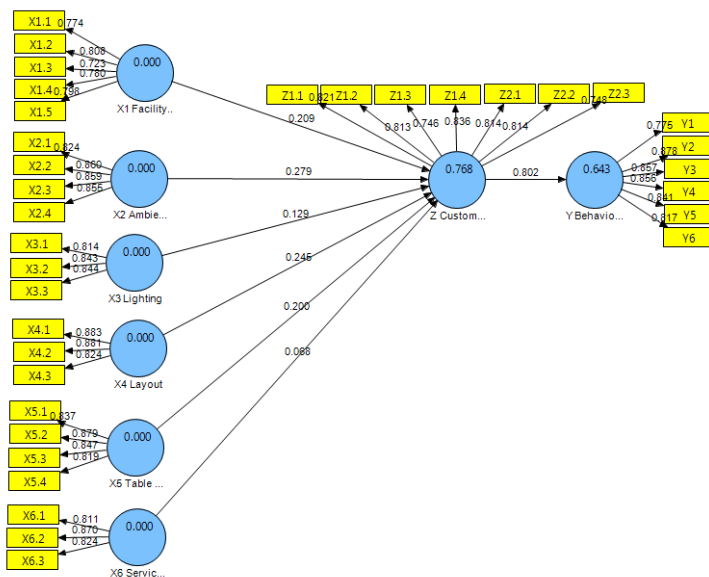 X1.1
0.774
X1.2
0.808
X1.3
0.723
X1.4
0.780
X1.5
0.798
0.000
X1 Facility...
0.209
X2.1
0.824
X2.2
0.860
X2.3
0.859
X2.4
0.855
0.000
X2 Ambie...
0.279
X3.1
0.814
X3.2
0.843
X3.3
0.844
0.000
X3 Lighting
0.129
X4.1
0.883
X4.2
0.881
X4.3
0.824
0.000
X4 Layout
0.245
X5.1
0.837
X5.2
0.879
X5.3
0.847
X5.4
0.819
0.000
X5 Table ...
0.200
X6.1
0.811
X6.2
0.870
X6.3
0.824
0.000
X6 Servic...
0.068
Z1.1
0.821
Z1.2
0.813
Z1.3
0.746
Z1.4
0.836
Z2.1
0.814
Z2.2
0.814
Z2.3
0.748
0.768
Z Custom...
0.802
0.643
Y Behavio...
Y1
0.775
Y2
0.878
Y3
0.857
Y4
0.856
Y5
0.841
Y6
0.817